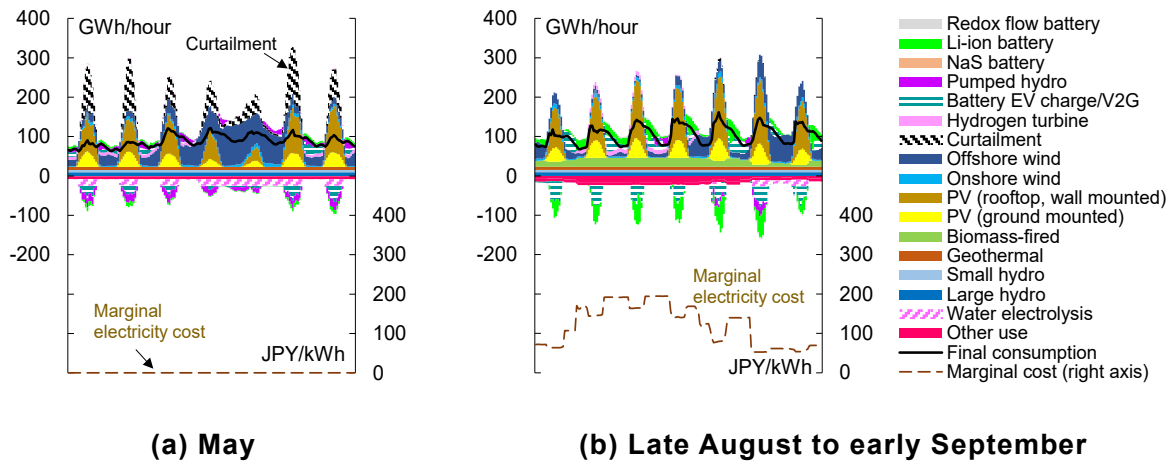 400
GWh/hour
300
Curtailment
200
100
0
-100
400
-200
300
Marginal
electricity cost
200
100
JPY/kWh
0
(a) May
400
GWh/hour
300
200
100
0
-100
400
-200
300
Marginal
electricity cost
200
100
JPY/kWh
0
(b) Late August to early September
Redox flow battery
Li-ion battery
NaS battery
Pumped hydro
Battery EV charge/V2G
Hydrogen turbine
Curtailment
Offshore wind
Onshore wind
PV (rooftop, wall mounted)
PV (ground mounted)
Biomass-fired
Geothermal
Small hydro
Large hydro
Water electrolysis
Other use
Final consumption
Marginal cost (right axis)